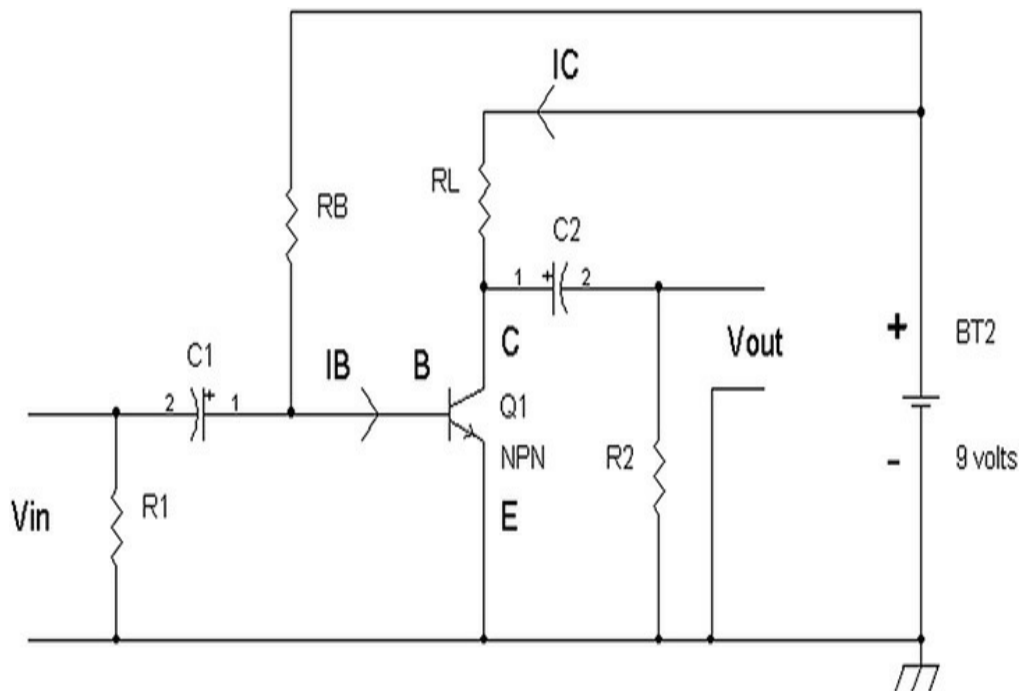 IC
RL
RB
C2
1 + 2
C
Vout
+
BT2
C1
IB
B
2 + 1
Q1
NPN
R2
-
9 volts
Vin
R1
E